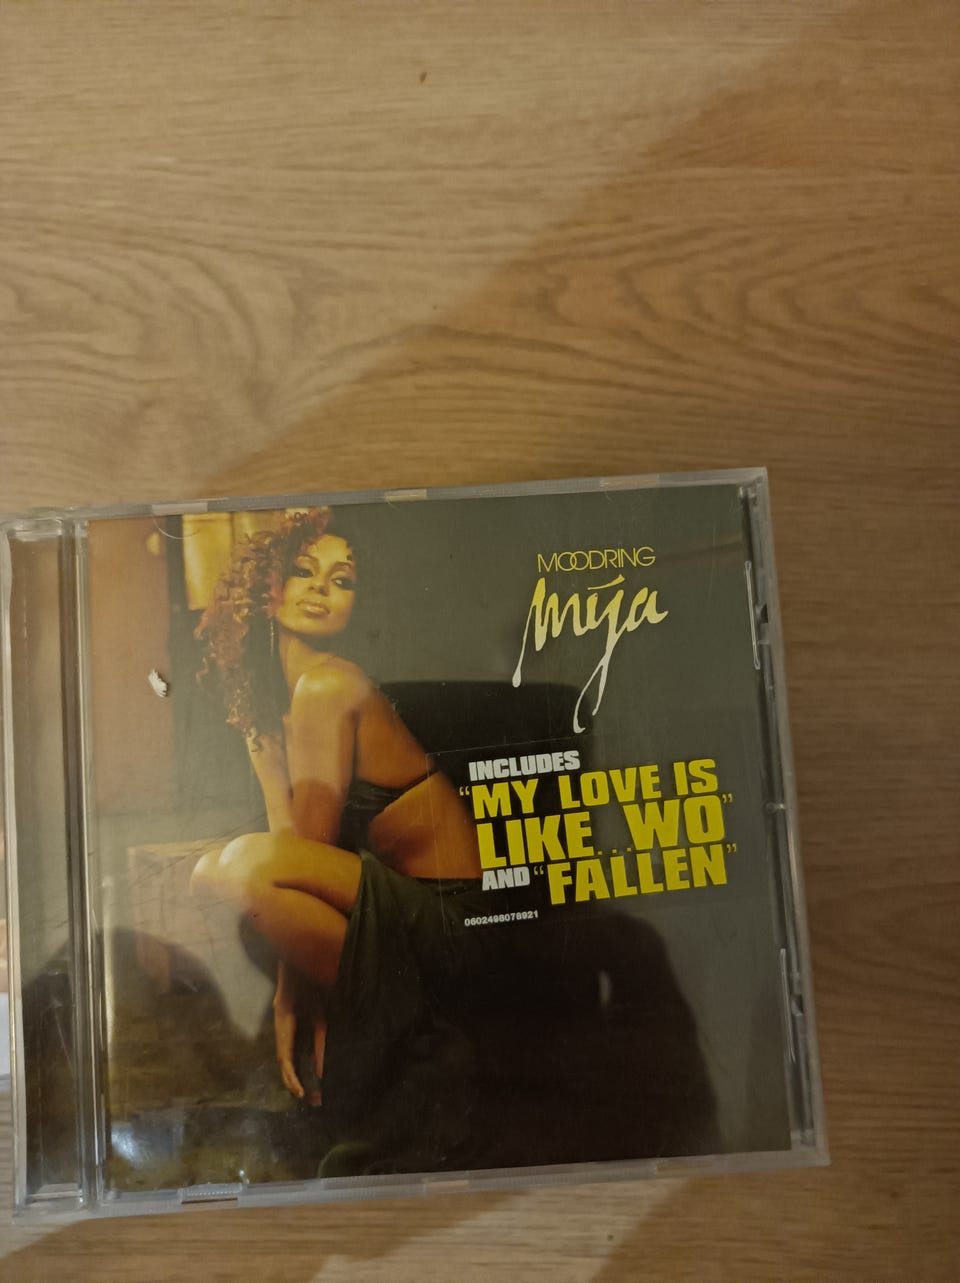 MOODRING
Mýa
INCLUDES
“MY LOVE IS
LIKE...WO”
AND “FALLEN”
0602498078921